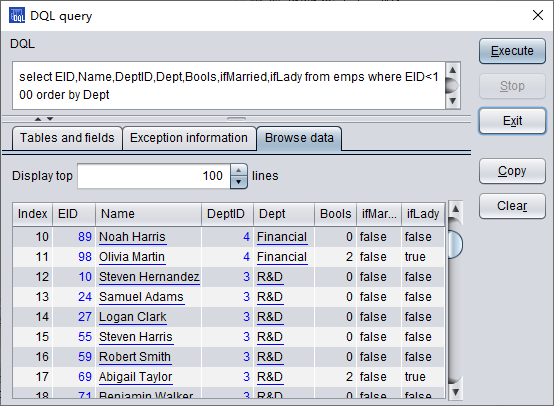 DQL query
DQL
select EID,Name,DeptID,Dept,Bools,ifMarried,ifLady from emps where EID<1
00 order by Dept
Execute
Stop
Exit
Copy
Clear
Tables and fields Exception information Browse data
Display top 100 lines
Index EID Name DeptID Dept Bools ifMar... ifLady
10 89 Noah Harris 4 Financial 0 false false
11 98 Olivia Martin 4 Financial 2 false true
12 10 Steven Hernandez 3 R&D 0 false false
13 24 Samuel Adams 3 R&D 0 false false
14 27 Logan Clark 3 R&D 0 false false
15 55 Steven Harris 3 R&D 0 false false
16 59 Robert Smith 3 R&D 0 false false
17 69 Abigail Taylor 3 R&D 2 false true
18 71 Benjamin Walker 3 R&D 0 false false